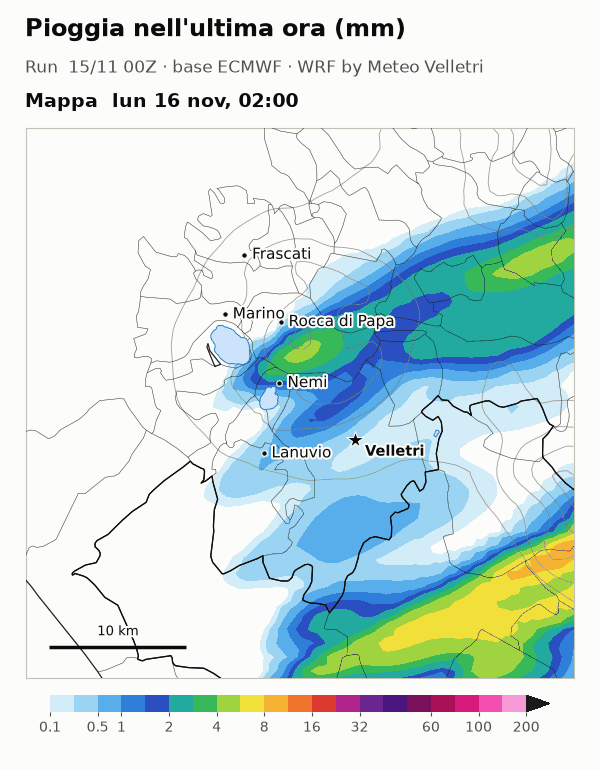 Pioggia nell'ultima ora (mm)
Run  15/11 00Z · base ECMWF · WRF by Meteo Velletri
Mappa  lun 16 nov, 02:00
Frascati
Marino
Rocca di Papa
Nemi
Velletri
Lanuvio
10 km
0.1 0.5 1 2 4 8 16 32 60 100 200